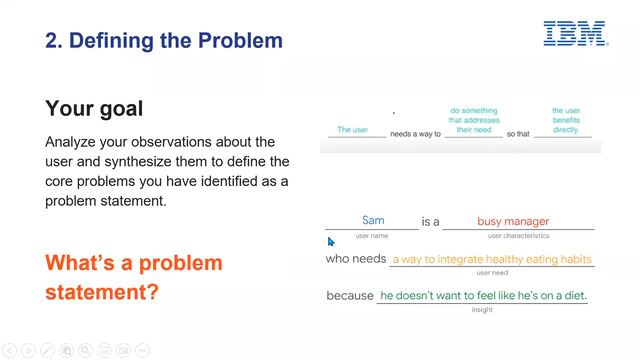 2. Defining the Problem
IBM
Your goal
Analyze your observations about the
user and synthesize them to define the
core problems you have identified as a
problem statement.
What's a problem
statement?
The user needs a way to do something that addresses their need so that the user benefits directly.
Sam is a busy manager
user name user characteristics
who needs a way to integrate healthy eating habits
user need
because he doesn't want to feel like he's on a diet.
insight